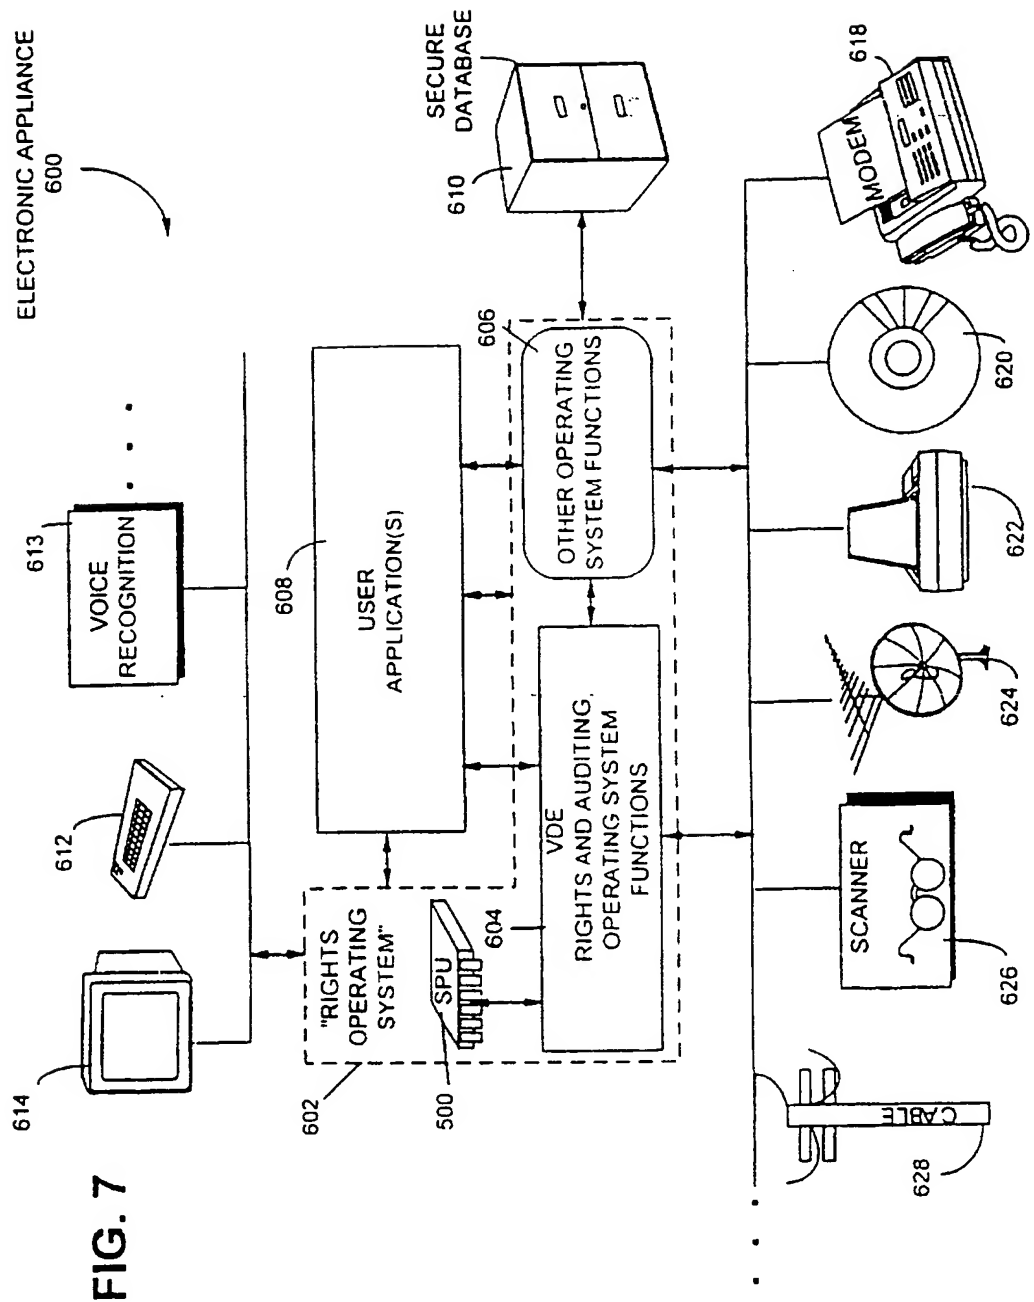 FIG. 7
ELECTRONIC APPLIANCE
600
614
612
613
VOICE
RECOGNITION
602
"RIGHTS
OPERATING
SYSTEM"
608
USER
APPLICATION(S)
500
SPU
604
VDE
RIGHTS AND AUDITING,
OPERATING SYSTEM
FUNCTIONS
606
OTHER OPERATING
SYSTEM FUNCTIONS
610
SECURE
DATABASE
628
CABLE
626
SCANNER
624
622
620
MODEM
618